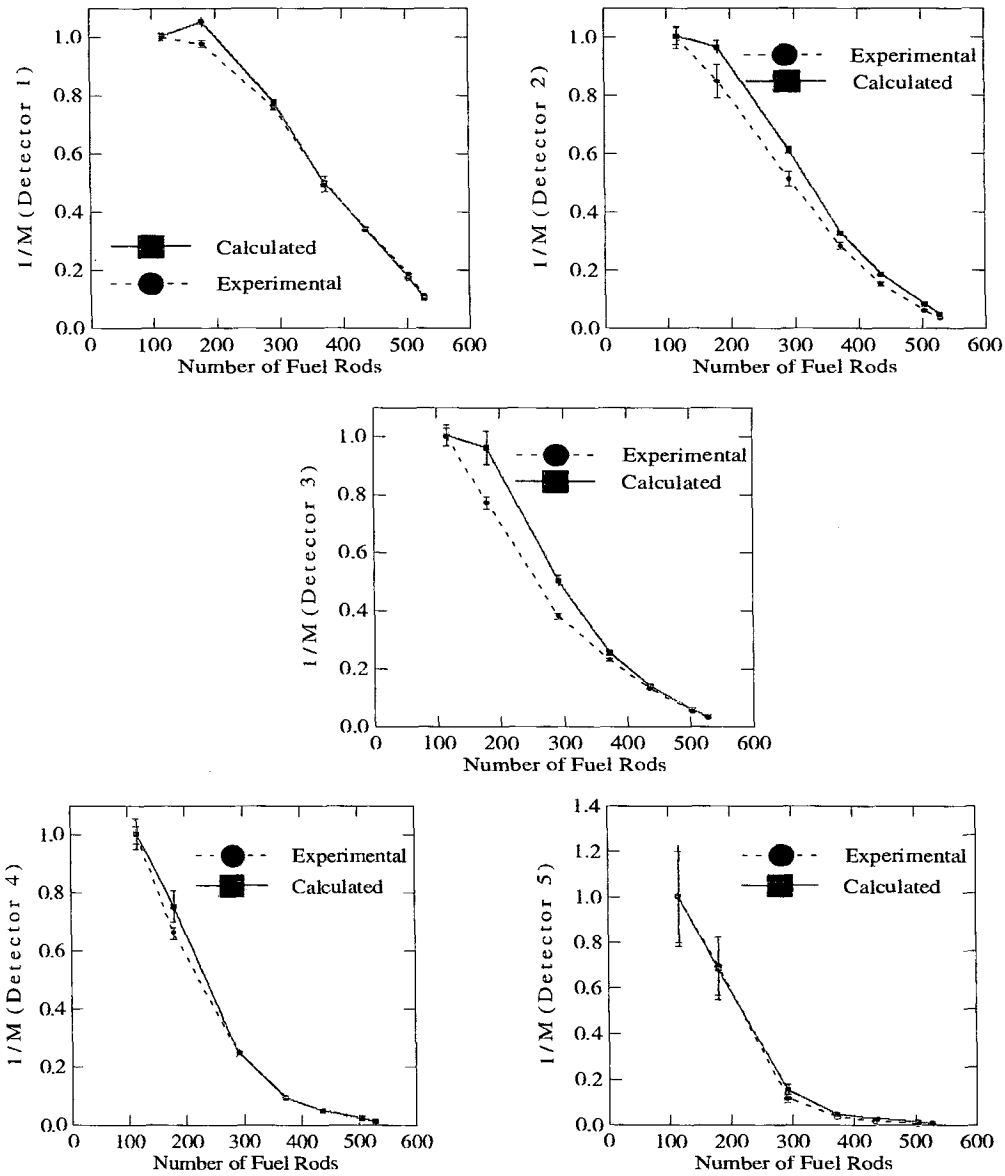 1.0
0.8
0.6
0.4
0.2
0.0
1/M (Detector 1)
Calculated
Experimental
0 100 200 300 400 500 600
Number of Fuel Rods
1.0
0.8
0.6
0.4
0.2
0.0
1/M (Detector 2)
Experimental
Calculated
0 100 200 300 400 500 600
Number of Fuel Rods
1.0
0.8
0.6
0.4
0.2
0.0
1/M (Detector 3)
Experimental
Calculated
0 100 200 300 400 500 600
Number of Fuel Rods
1.0
0.8
0.6
0.4
0.2
0.0
1/M (Detector 4)
Experimental
Calculated
0 100 200 300 400 500 600
Number of Fuel Rods
1.4
1.2
1.0
0.8
0.6
0.4
0.2
0.0
1/M (Detector 5)
Experimental
Calculated
0 100 200 300 400 500 600
Number of Fuel Rods